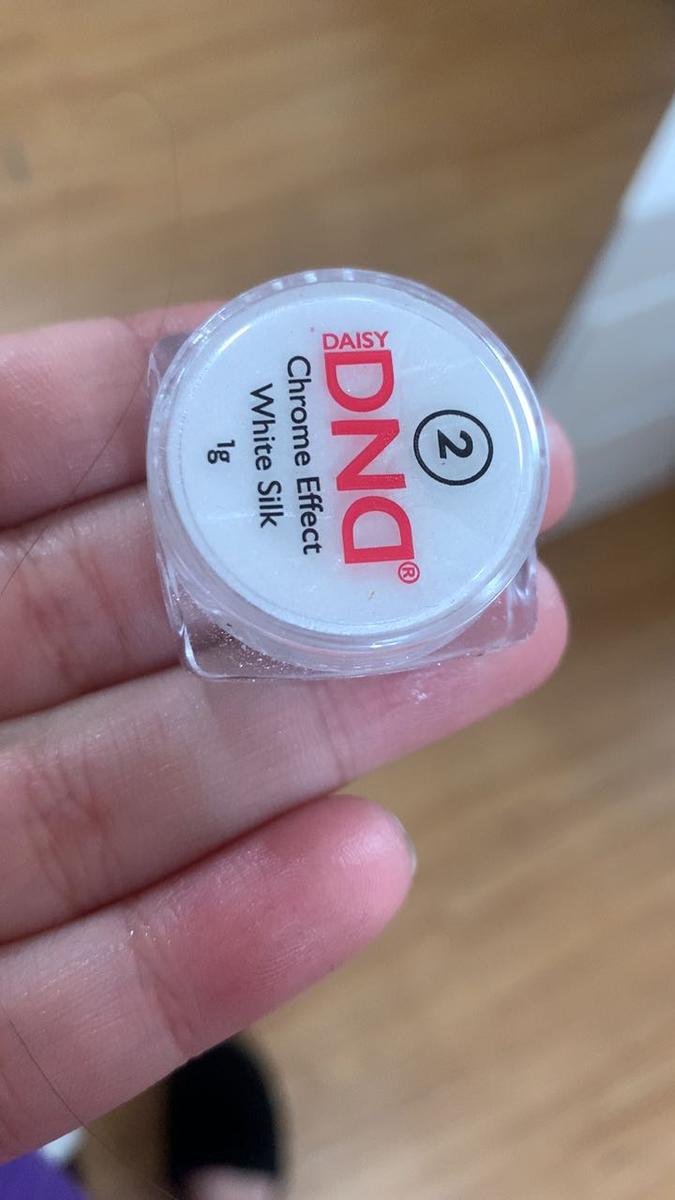 2
DAISY
DND®
Chrome Effect
White Silk
1g